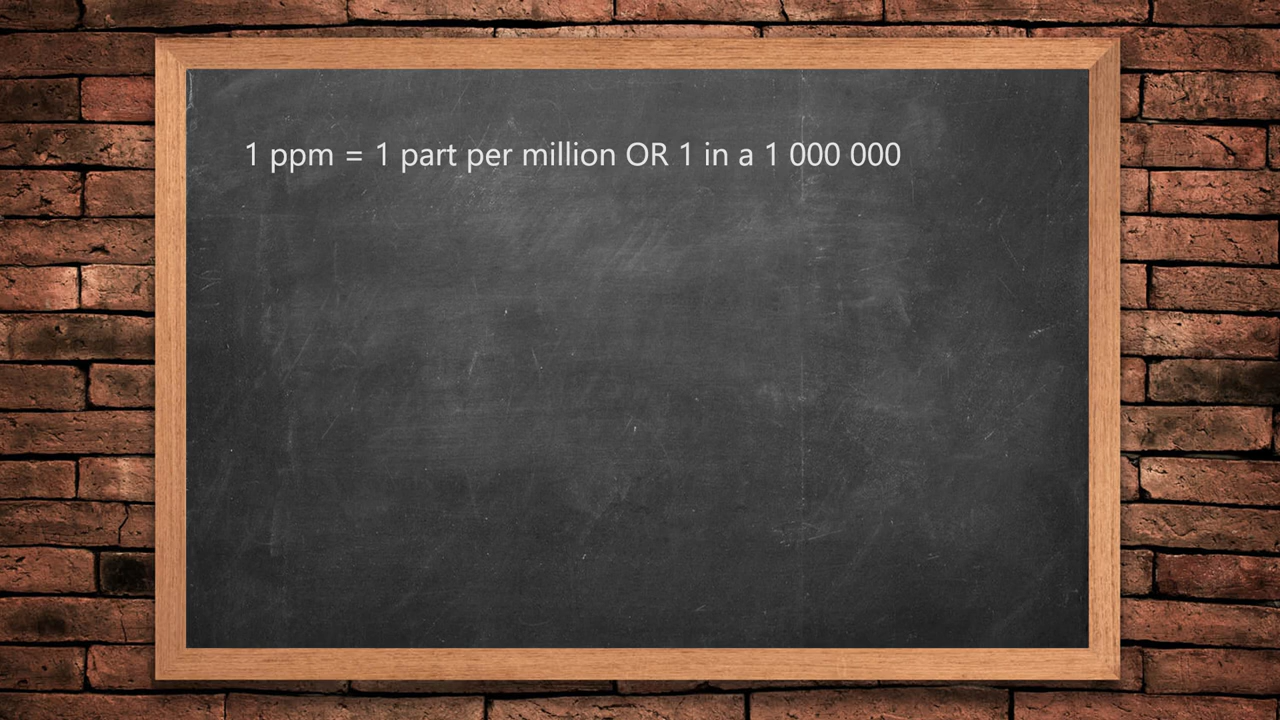 1 ppm = 1 part per million OR 1 in a 1 000 000